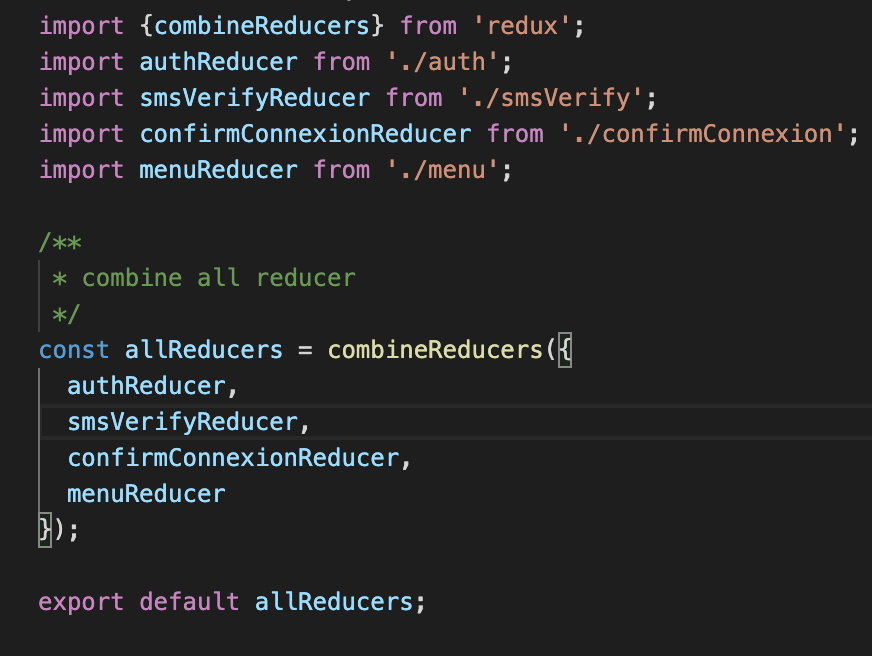 import {combineReducers} from 'redux';
import authReducer from './auth';
import smsVerifyReducer from './smsVerify';
import confirmConnexionReducer from './confirmConnexion';
import menuReducer from './menu';
/**
 * combine all reducer
 */
const allReducers = combineReducers({
  authReducer,
  smsVerifyReducer,
  confirmConnexionReducer,
  menuReducer
});
export default allReducers;